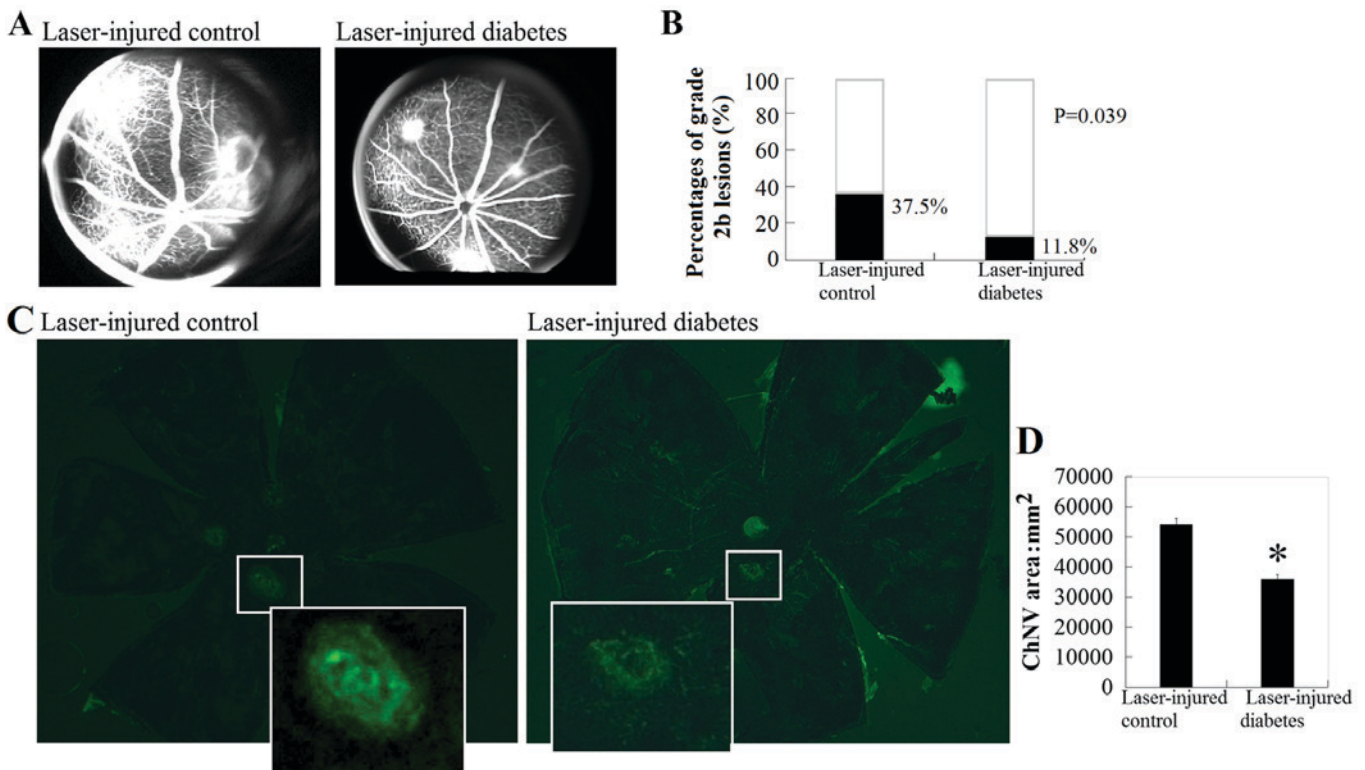 A
Laser-injured control
Laser-injured diabetes
B
Percentages of grade
2b lesions (%)
100
80
60
40
20
0
37.5%
11.8%
P=0.039
Laser-injured
control
Laser-injured
diabetes
C
Laser-injured control
Laser-injured diabetes
D
ChNV area:mm²
70000
60000
50000
40000
30000
20000
10000
0
*
Laser-injured
control
Laser-injured
diabetes